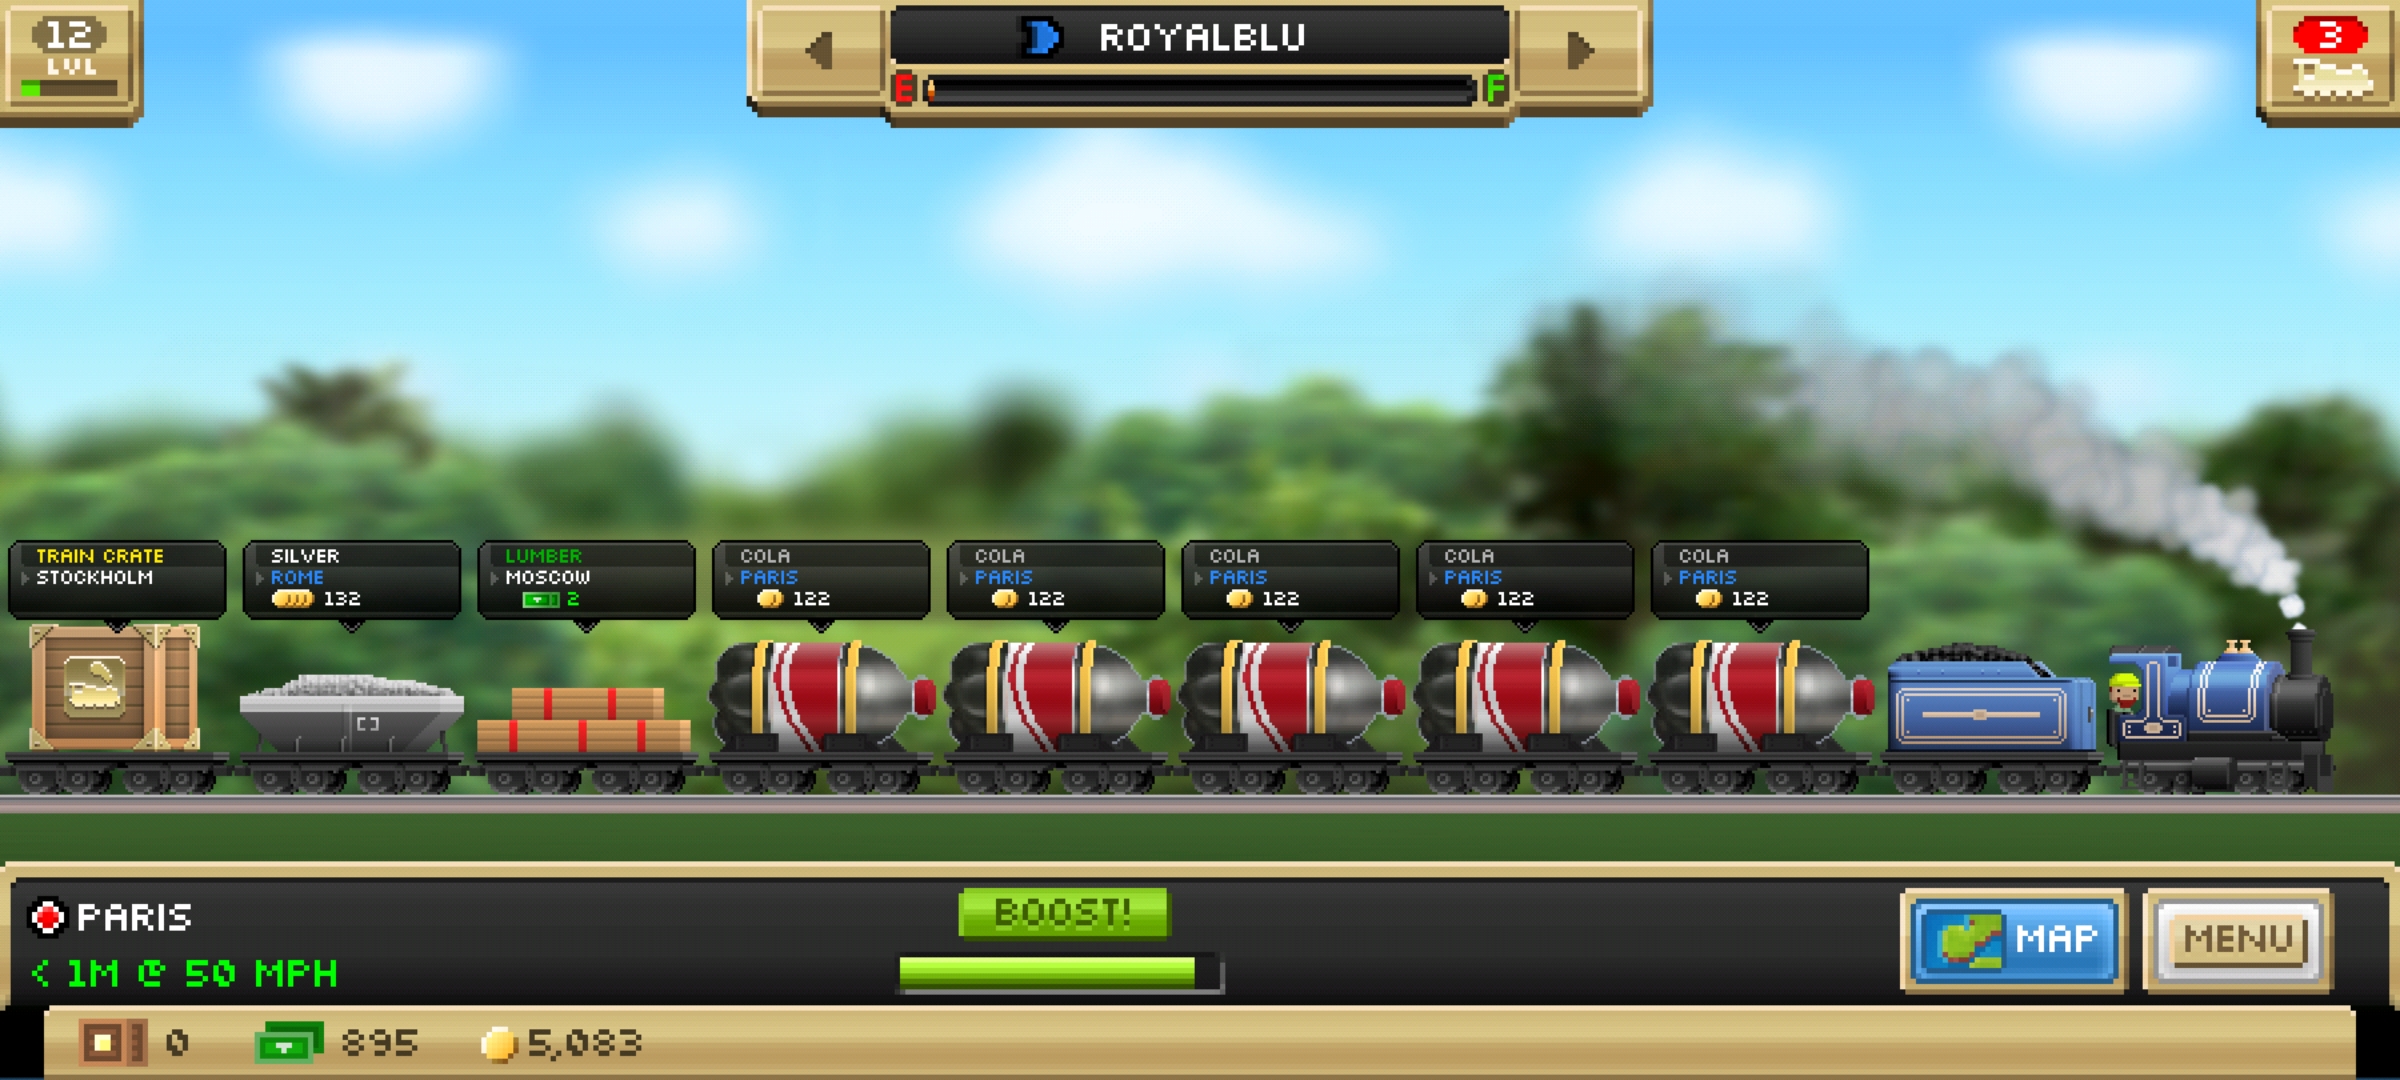 12
LVL
ROYALBLU
E F
3
TRAIN CRATE
STOCKHOLM
SILVER
ROME
132
LUMBER
MOSCOW
2
COLA
PARIS
122
COLA
PARIS
122
COLA
PARIS
122
COLA
PARIS
122
COLA
PARIS
122
PARIS
< 1M @ 50 MPH
BOOST!
MAP
MENU
0
895
5,083